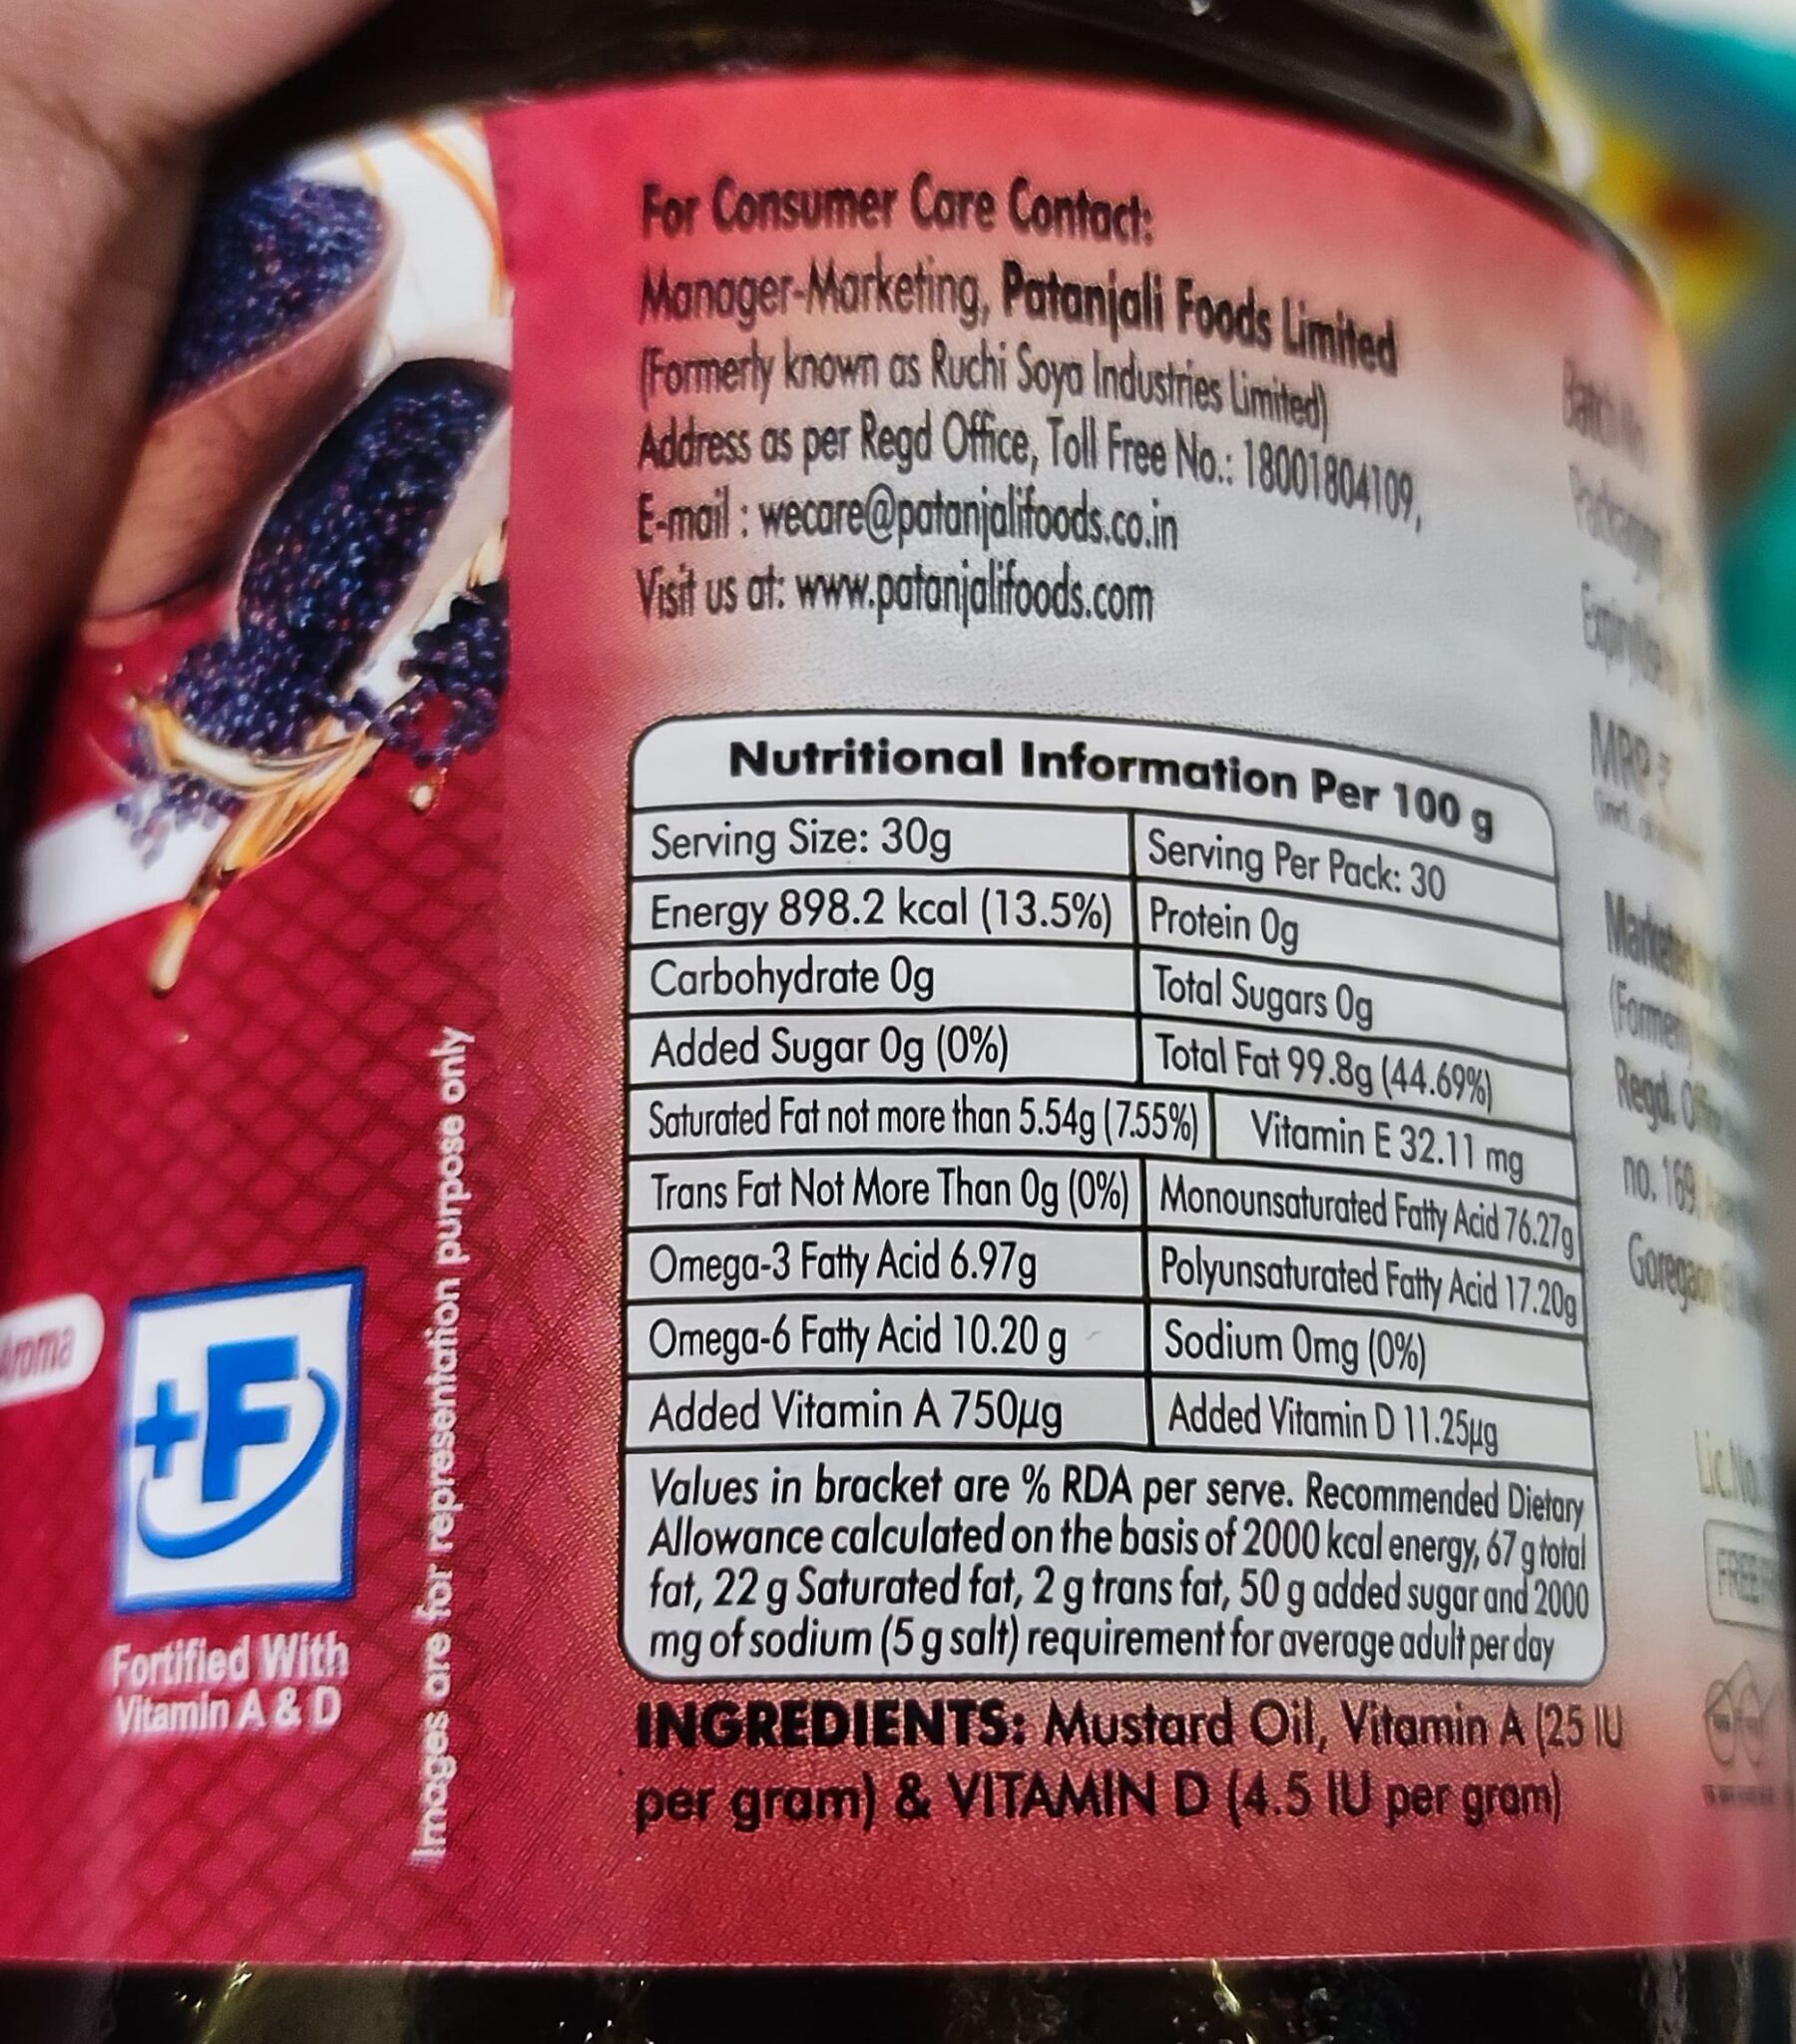 For Consumer Care Contact:
Manager-Marketing, Patanjali Foods Limited
(Formerly known as Ruchi Soya Industries Limited)
Address as per Regd Office, Toll Free No.: 18001804109,
E-mail : wecare@patanjalifoods.co.in
Visit us at: www.patanjalifoods.com
Nutritional Information Per 100 g
Serving Size: 30g Serving Per Pack: 30
Energy 898.2 kcal (13.5%) Protein 0g
Carbohydrate 0g Total Sugars 0g
Added Sugar 0g (0%) Total Fat 99.8g (44.69%)
Saturated Fat not more than 5.54g (7.55%) Vitamin E 32.11 mg
Trans Fat Not More Than 0g (0%) Monounsaturated Fatty Acid 76.27g
Omega-3 Fatty Acid 6.97g Polyunsaturated Fatty Acid 17.20g
Omega-6 Fatty Acid 10.20 g Sodium 0mg (0%)
Added Vitamin A 750µg Added Vitamin D 11.25µg
Values in bracket are % RDA per serve. Recommended Dietary
Allowance calculated on the basis of 2000 kcal energy, 67 g total
fat, 22 g Saturated fat, 2 g trans fat, 50 g added sugar and 2000
mg of sodium (5 g salt) requirement for average adult per day
INGREDIENTS: Mustard Oil, Vitamin A (25 IU
per gram) & VITAMIN D (4.5 IU per gram)
Images are for representation purpose only
+F
Fortified With
Vitamin A & D
MRP ₹
Regd.
no. 169,
Lic.No.